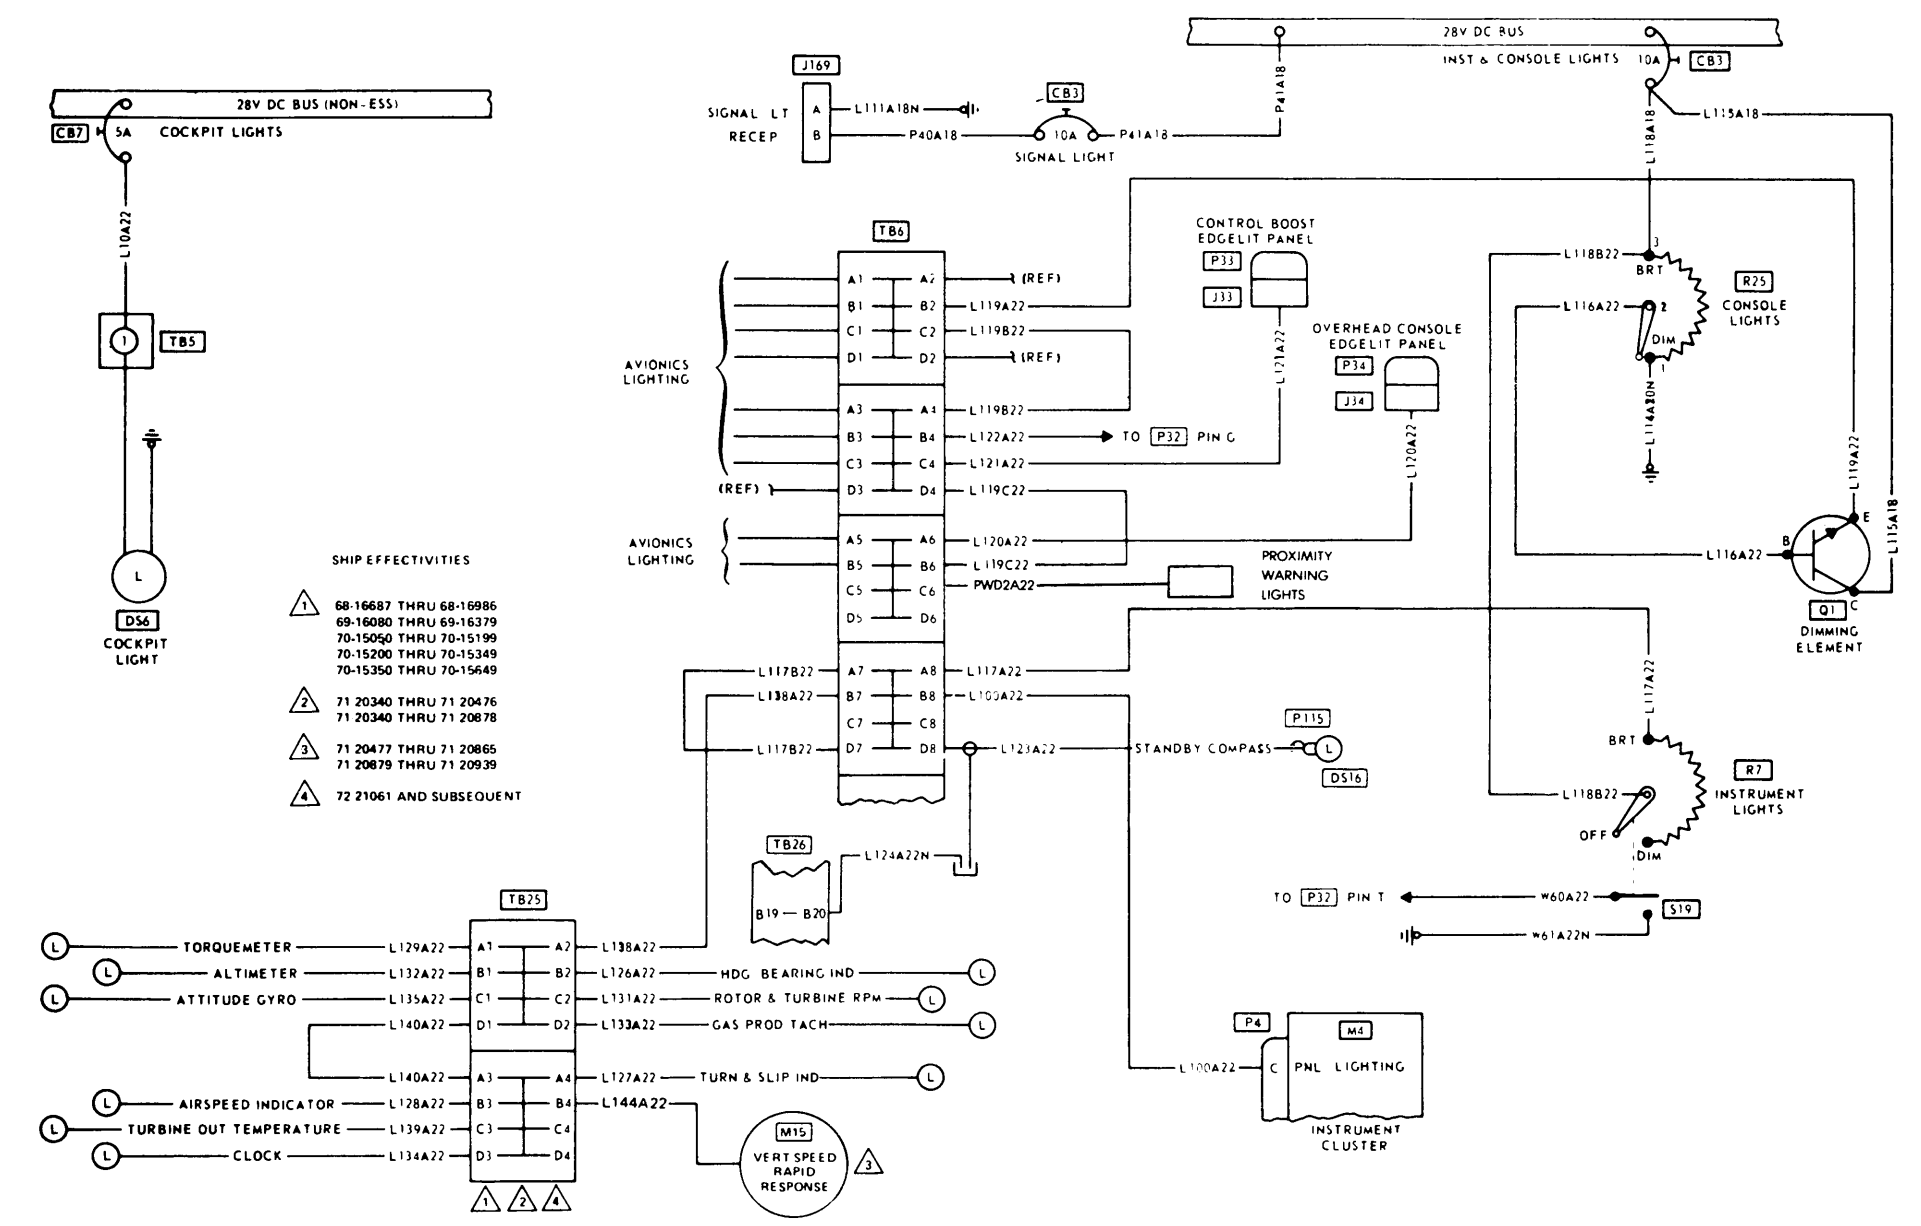 28V DC BUS
INST & CONSOLE LIGHTS
10A
CB3
28V DC BUS (NON-ESS)
CB7
5A
COCKPIT LIGHTS
L10A22
1
TB5
L
DS6
COCKPIT
LIGHT
J169
SIGNAL LT
RECEP
A
B
L111A18N
P40A18
CB3
10A
P41A18
SIGNAL LIGHT
P41A18
L118A18
L115A18
TB6
AVIONICS
LIGHTING
A1 A2 (REF)
B1 B2 L119A22
C1 C2 L119B22
D1 D2 (REF)
A3 A4 L119B22
B3 B4 L122A22 TO P32 PIN G
C3 C4 L121A22
(REF) D3 D4 L119C22
AVIONICS
LIGHTING
A5 A6 L120A22
B5 B6 L119C22
C5 C6 PWD2A22
D5 D6
L117B22 A7 A8 L117A22
L138A22 B7 B8 L100A22
C7 C8
L117B22 D7 D8 L123A22 STANDBY COMPASS
P115
L
DS16
CONTROL BOOST
EDGELIT PANEL
P33
J33
L121A22
OVERHEAD CONSOLE
EDGELIT PANEL
P34
J34
L120A22
PROXIMITY
WARNING
LIGHTS
L118B22
3
BRT
L116A22
2
DIM
1
R25
CONSOLE
LIGHTS
L114A20N
L119A22
L115A18
L116A22
B
E
C
Q1
DIMMING
ELEMENT
L117A22
BRT
R7
INSTRUMENT
LIGHTS
L118B22
OFF
DIM
TO P32 PIN T
W60A22
S19
W61A22N
SHIP EFFECTIVITIES
1 68-16687 THRU 68-16986
69-16080 THRU 69-16379
70-15050 THRU 70-15199
70-15200 THRU 70-15349
70-15350 THRU 70-15649
2 71 20340 THRU 71 20476
71 20340 THRU 71 20878
3 71 20477 THRU 71 20865
71 20879 THRU 71 20939
4 72 21061 AND SUBSEQUENT
TB26
B19 B20
L124A22N
TB25
L TORQUEMETER L129A22 A1 A2 L138A22
L ALTIMETER L132A22 B1 B2 L126A22 HDG BEARING IND L
L ATTITUDE GYRO L135A22 C1 C2 L131A22 ROTOR & TURBINE RPM L
L140A22 D1 D2 L133A22 GAS PROD TACH L
L140A22 A3 A4 L127A22 TURN & SLIP IND L
L AIRSPEED INDICATOR L128A22 B3 B4 L144A22
L TURBINE OUT TEMPERATURE L139A22 C3 C4
L CLOCK L134A22 D3 D4
1 2 4
M15
VERT SPEED
RAPID
RESPONSE
3
P4
M4
L100A22
C
PNL LIGHTING
INSTRUMENT
CLUSTER